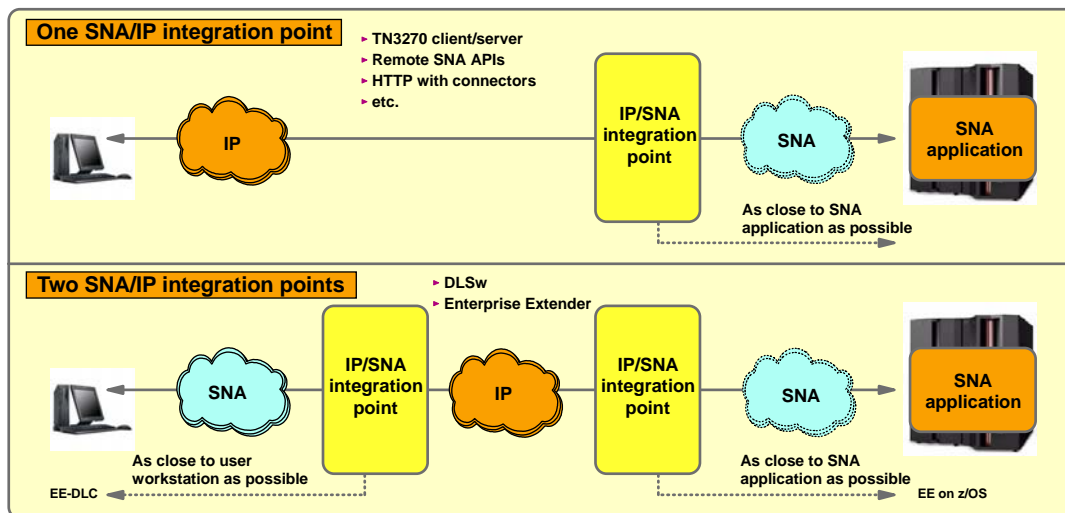 One SNA/IP integration point
► TN3270 client/server
► Remote SNA APIs
► HTTP with connectors
► etc.
IP
IP/SNA
integration
point
SNA
SNA
application
As close to SNA
application as possible
Two SNA/IP integration points
► DLSw
► Enterprise Extender
SNA
IP/SNA
integration
point
IP
IP/SNA
integration
point
SNA
SNA
application
As close to user
workstation as possible
EE-DLC
As close to SNA
application as possible
EE on z/OS